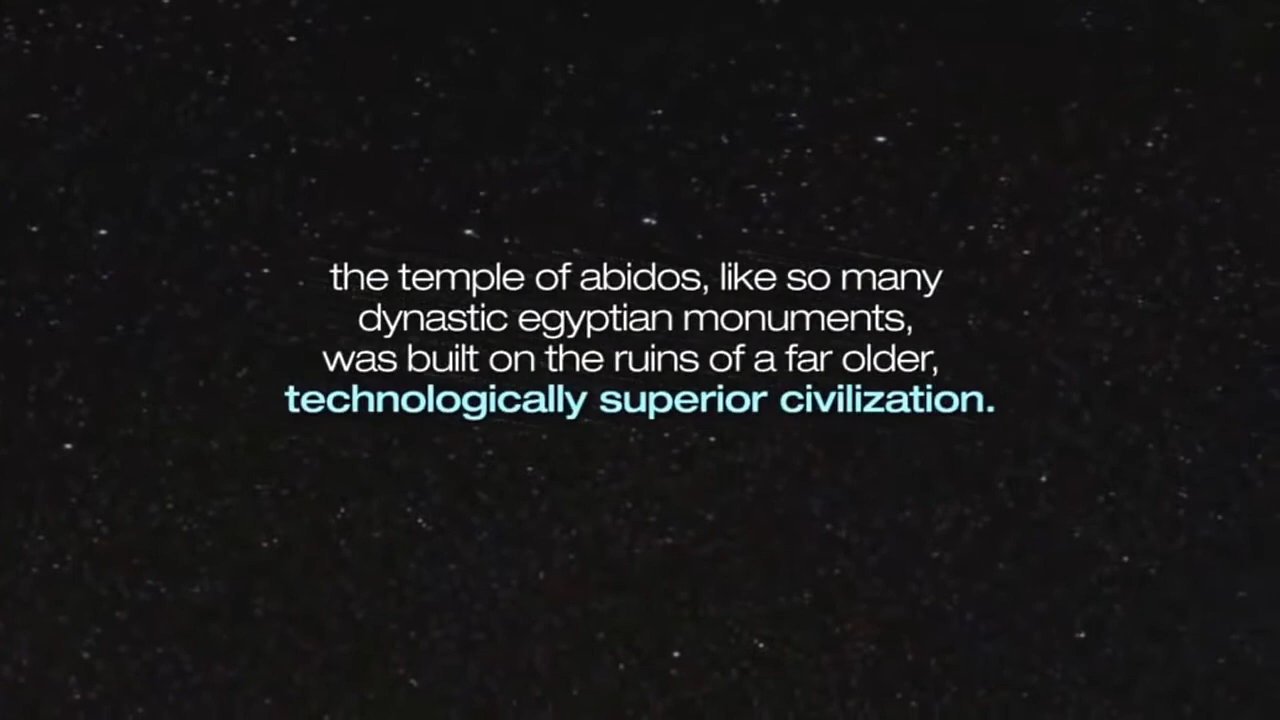 the temple of abidos, like so many
dynastic egyptian monuments,
was built on the ruins of a far older,
technologically superior civilization.